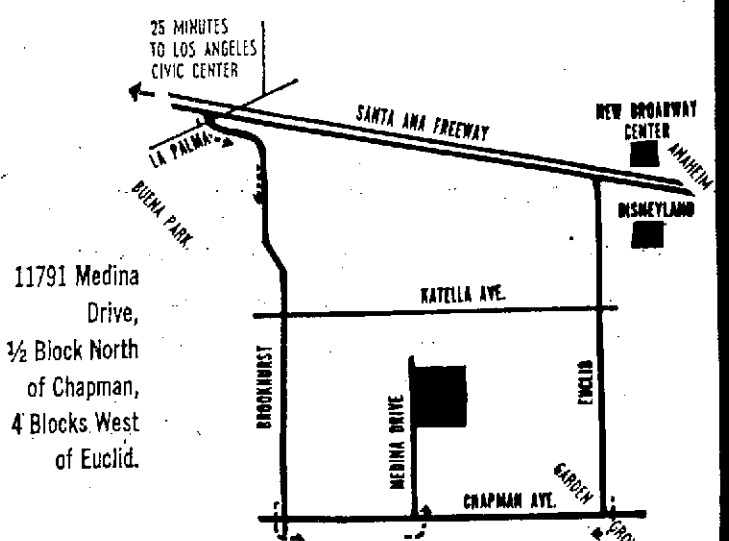 25 MINUTES
TO LOS ANGELES
CIVIC CENTER
SANTA ANA FREEWAY
NEW BROADWAY
CENTER
ANAHEIM
LA PALMA
DISNEYLAND
BUENA PARK
11791 Medina
Drive,
½ Block North
of Chapman,
4 Blocks West
of Euclid.
KATELLA AVE.
BROOKHURST
MEDINA DRIVE
EUCLID
CHAPMAN AVE.
GARDEN